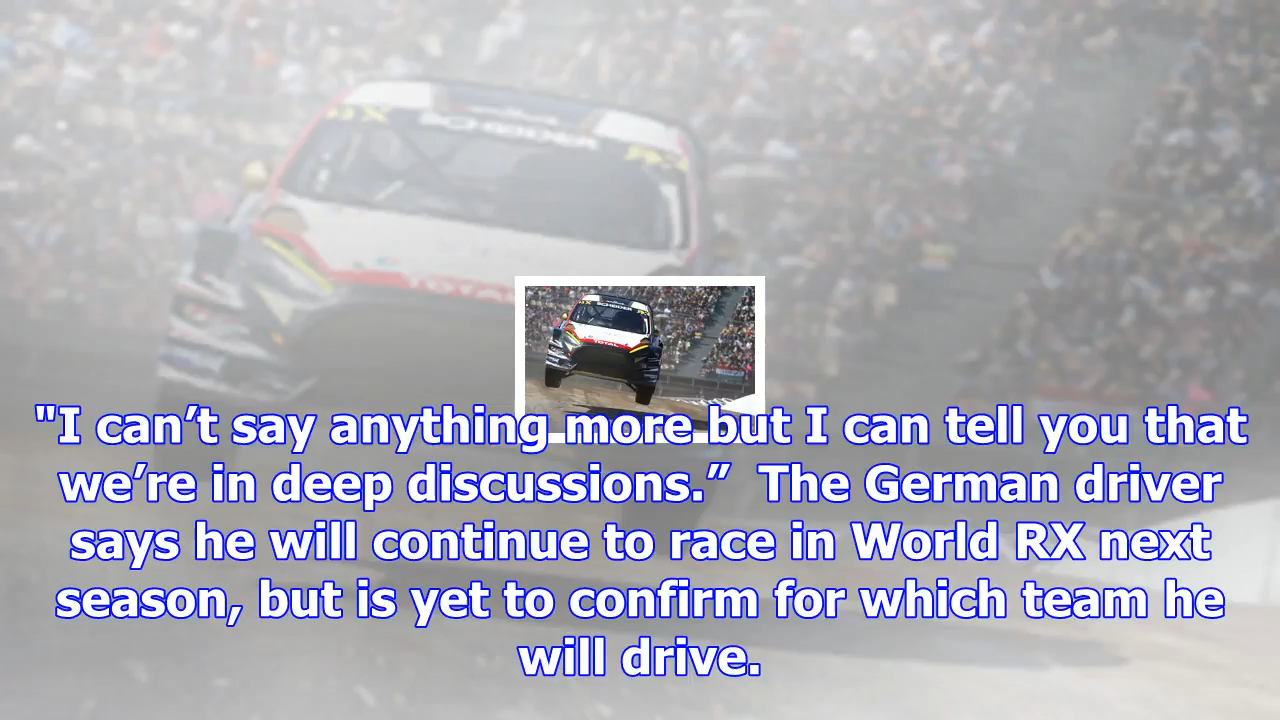 SCHEIDER
TOTAL
"I can’t say anything more but I can tell you that
we’re in deep discussions.”  The German driver
says he will continue to race in World RX next
season, but is yet to confirm for which team he
will drive.